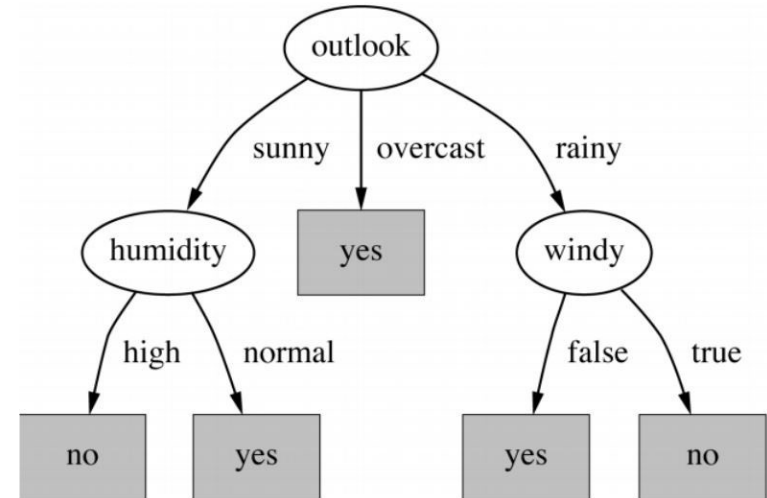 outlook
sunny overcast rainy
humidity yes windy
high normal false true
no yes yes no